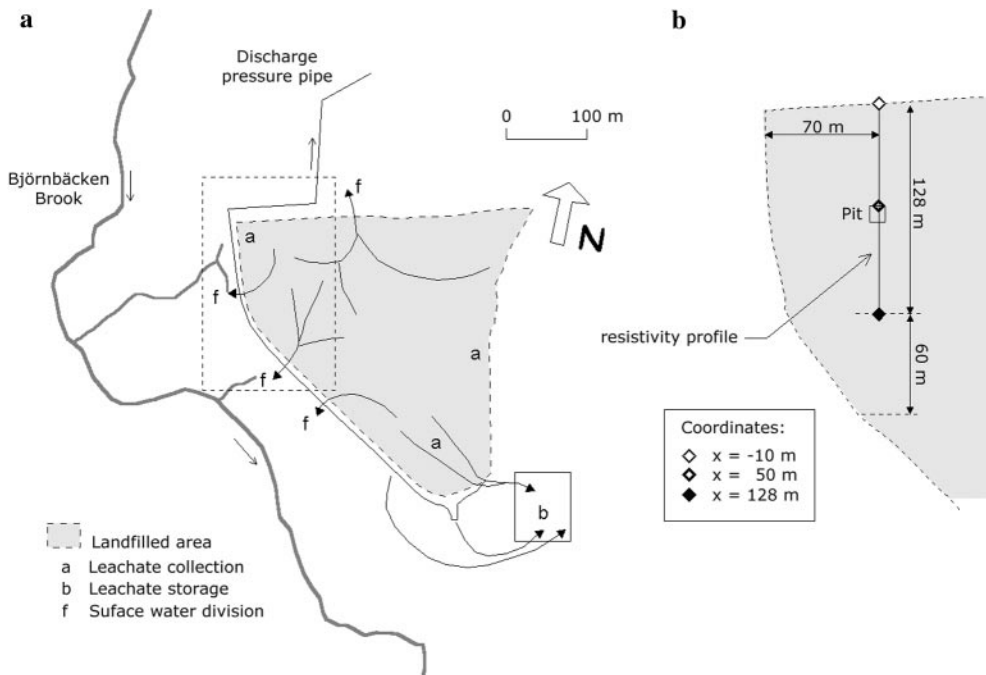 a
Discharge
pressure pipe
0 100 m
Björnbäcken
Brook
f
N
a
f
a
f
f
a
b
Landfilled area
a Leachate collection
b Leachate storage
f Suface water division
b
70 m
128 m
Pit
resistivity profile
60 m
Coordinates:
x = -10 m
x = 50 m
x = 128 m